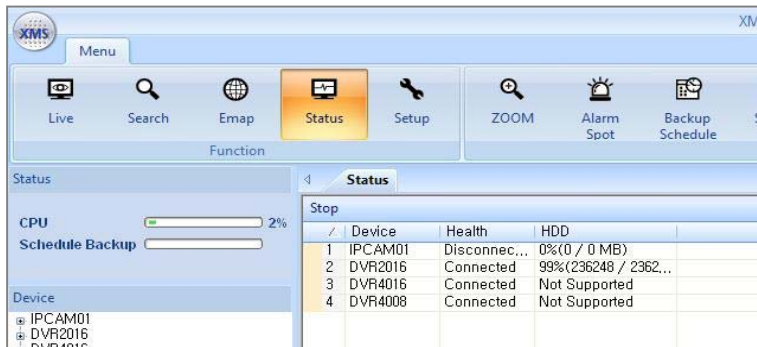 XMS
XM
Menu
Live Search Emap Status Setup ZOOM Alarm Spot Backup Schedule
Function
Status
Status
CPU 2%
Schedule Backup
Stop
Device Health HDD
1 IPCAM01 Disconnec... 0%(0 / 0 MB)
2 DVR2016 Connected 99%(236248 / 2362...
3 DVR4016 Connected Not Supported
4 DVR4008 Connected Not Supported
Device
IPCAM01
DVR2016
DVR4016